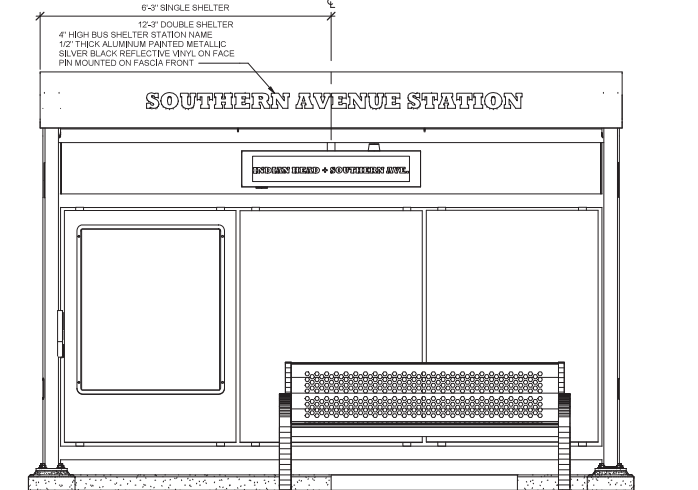 6'-3" SINGLE SHELTER
℄
12'-3" DOUBLE SHELTER
4" HIGH BUS SHELTER STATION NAME
1/2" THICK ALUMINUM PAINTED METALLIC
SILVER BLACK REFLECTIVE VINYL ON FACE
PIN MOUNTED ON FASCIA FRONT
SOUTHERN AVENUE STATION
INDIAN HEAD + SOUTHERN AVE.